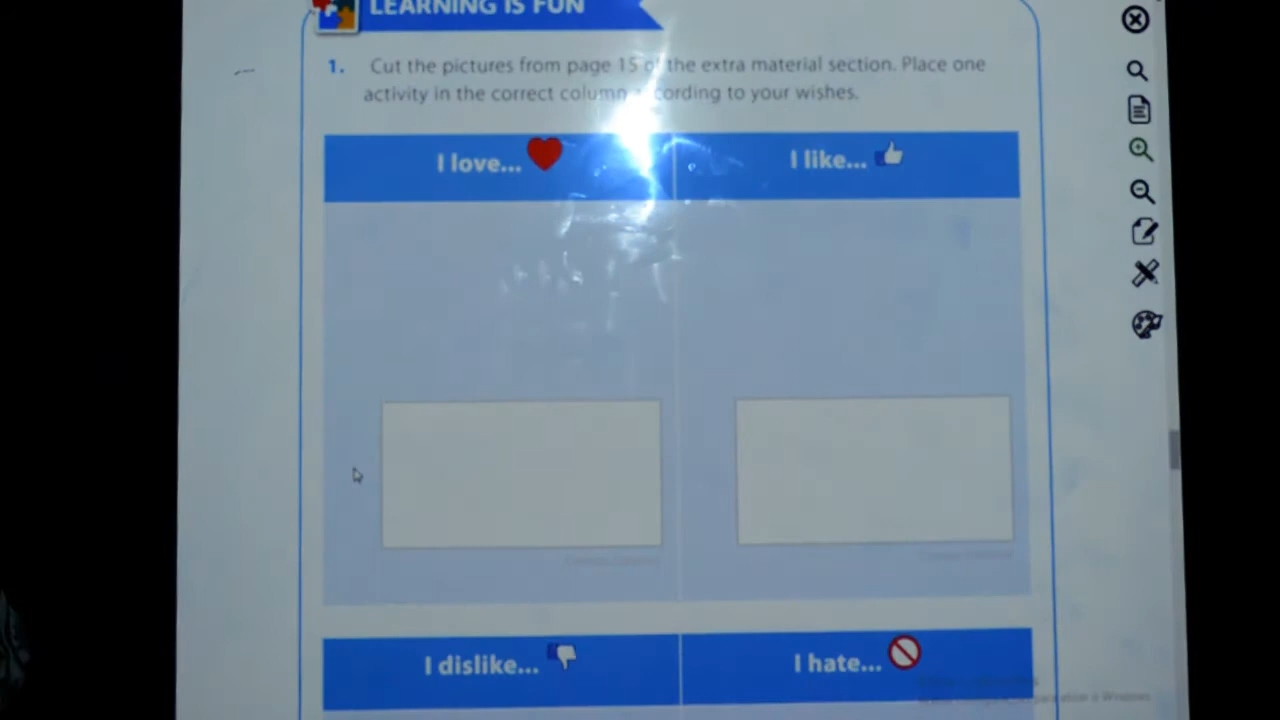 LEARNING IS FUN
1. Cut the pictures from page 15 of the extra material section. Place one
activity in the correct column according to your wishes.
I love... I like...
I dislike... I hate...